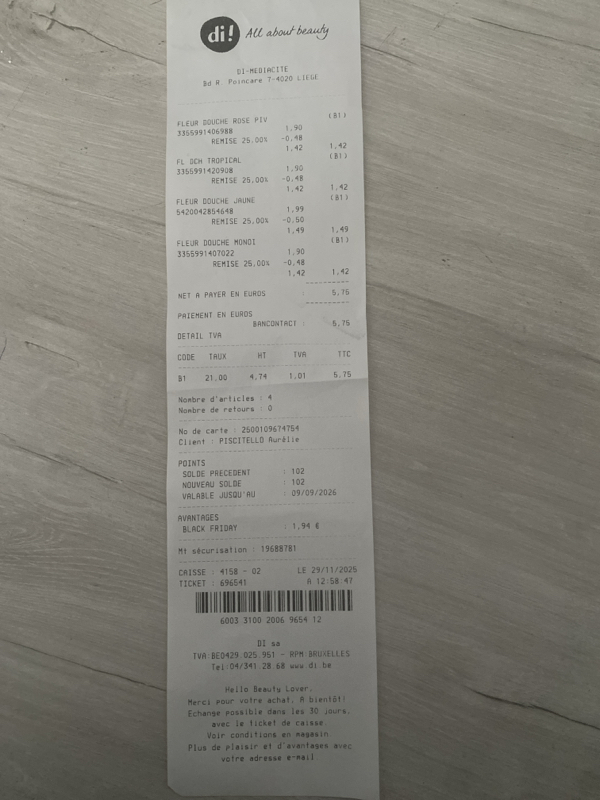 di! All about beauty
DI-MEDIACITE
Bd R. Poincare 7-4020 LIEGE
FLEUR DOUCHE ROSE PIV (B1)
3355991406988 1,90
REMISE 25,00% -0,48
1,42 1,42
FL DCH TROPICAL (B1)
3355991420908 1,90
REMISE 25,00% -0,48
1,42 1,42
FLEUR DOUCHE JAUNE (B1)
5420042854648 1,99
REMISE 25,00% -0,50
1,49 1,49
FLEUR DOUCHE MONOI (B1)
3355991407022 1,90
REMISE 25,00% -0,48
1,42 1,42
NET A PAYER EN EUROS : 5,75
PAIEMENT EN EUROS
BANCONTACT : 5,75
DETAIL TVA
CODE TAUX HT TVA TTC
B1 21,00 4,74 1,01 5,75
Nombre d'articles : 4
Nombre de retours : 0
No de carte : 2500109674754
Client : PISCITELLO Aurélie
POINTS
SOLDE PRECEDENT : 102
NOUVEAU SOLDE : 102
VALABLE JUSQU'AU : 09/09/2026
AVANTAGES
BLACK FRIDAY : 1,94 €
Mt sécurisation : 19688781
CAISSE : 4158 - 02 LE 29/11/2025
TICKET : 696541 A 12:58:47
6003 3100 2006 9654 12
DI sa
TVA:BE0429.025.951 - RPM BRUXELLES
Tel:04/341.28.68 www.di.be
Hello Beauty Lover,
Merci pour votre achat. A bientôt!
Echange possible dans les 30 jours,
avec le ticket de caisse.
Voir conditions en magasin.
Plus de plaisir et d'avantages avec
votre adresse e-mail